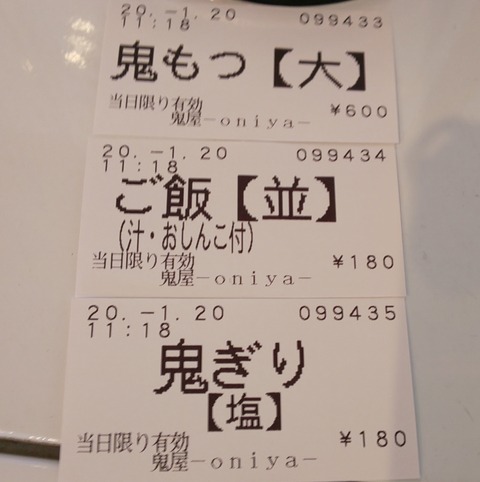 20.-1.20 099433
11:18
鬼もつ【大】
当日限り有効 ¥600
鬼屋-oniya-
20.-1.20 099434
11:18
ご飯【並】
(汁・おしんこ付)
当日限り有効 ¥180
鬼屋-oniya-
20.-1.20 099435
11:18
鬼ぎり
【塩】
当日限り有効 ¥180
鬼屋-oniya-